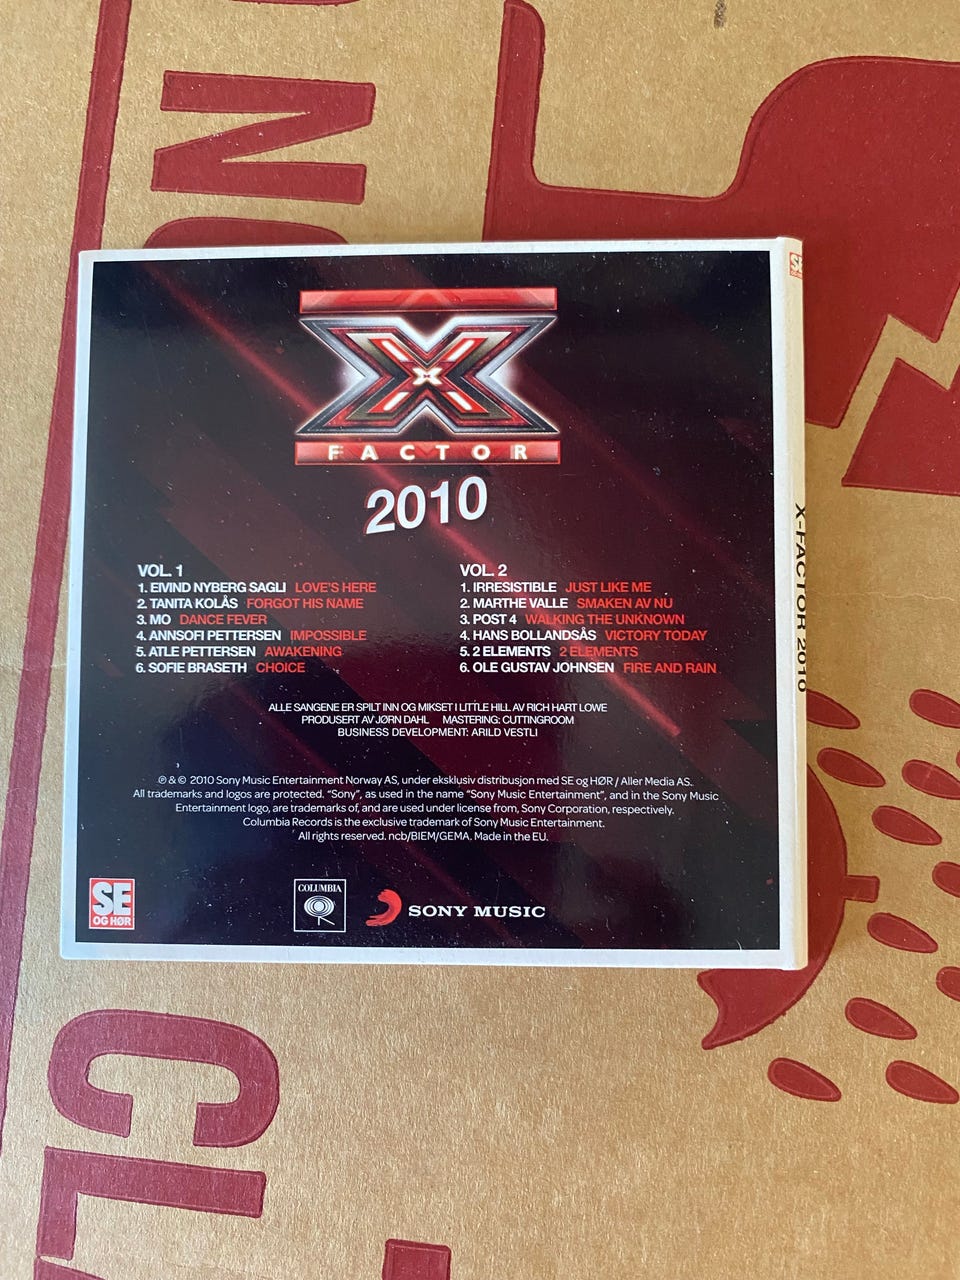 X
FACTOR
2010
VOL. 1
1. EIVIND NYBERG SAGLI LOVE'S HERE
2. TANITA KOLÅS FORGOT HIS NAME
3. MO DANCE FEVER
4. ANNSOFI PETTERSEN IMPOSSIBLE
5. ATLE PETTERSEN AWAKENING
6. SOFIE BRASETH CHOICE
VOL. 2
1. IRRESISTIBLE JUST LIKE ME
2. MARTHE VALLE SMAKEN AV NU
3. POST 4 WALKING THE UNKNOWN
4. HANS BOLLANDSÅS VICTORY TODAY
5. 2 ELEMENTS 2 ELEMENTS
6. OLE GUSTAV JOHNSEN FIRE AND RAIN
ALLE SANGENE ER SPILT INN OG MIKSET I LITTLE HILL AV RICH HART LOWE
PRODUSERT AV JØRN DAHL MASTERING: CUTTINGROOM
BUSINESS DEVELOPMENT: ARILD VESTLI
℗ & © 2010 Sony Music Entertainment Norway AS, under eksklusiv distribusjon med SE og HØR / Aller Media AS.
All trademarks and logos are protected. "Sony", as used in the name "Sony Music Entertainment", and in the Sony Music
Entertainment logo, are trademarks of, and are used under license from, Sony Corporation, respectively.
Columbia Records is the exclusive trademark of Sony Music Entertainment.
All rights reserved. ncb/BIEM/GEMA. Made in the EU.
SE
OG HØR
COLUMBIA
SONY MUSIC
X-FACTOR 2010